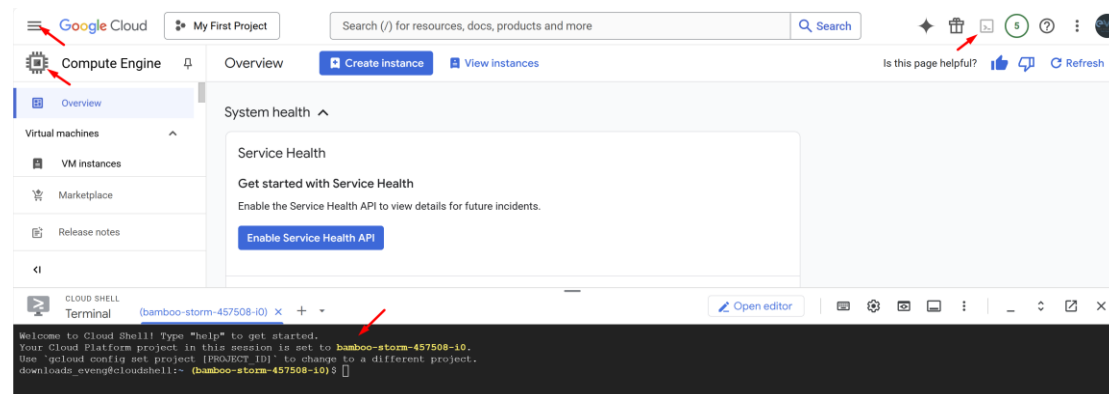 Google Cloud My First Project Search (/) for resources, docs, products and more Search 5
Compute Engine Overview Create instance View instances Is this page helpful? Refresh
Overview
System health
Virtual machines
Service Health
VM instances
Get started with Service Health
Marketplace
Enable the Service Health API to view details for future incidents.
Release notes
Enable Service Health API
CLOUD SHELL
Terminal (bamboo-storm-457508-i0) Open editor
Welcome to Cloud Shell! Type "help" to get started.
Your Cloud Platform project in this session is set to bamboo-storm-457508-i0.
Use `gcloud config set project [PROJECT_ID]` to change to a different project.
downloads_eveng@cloudshell:~ (bamboo-storm-457508-i0)$